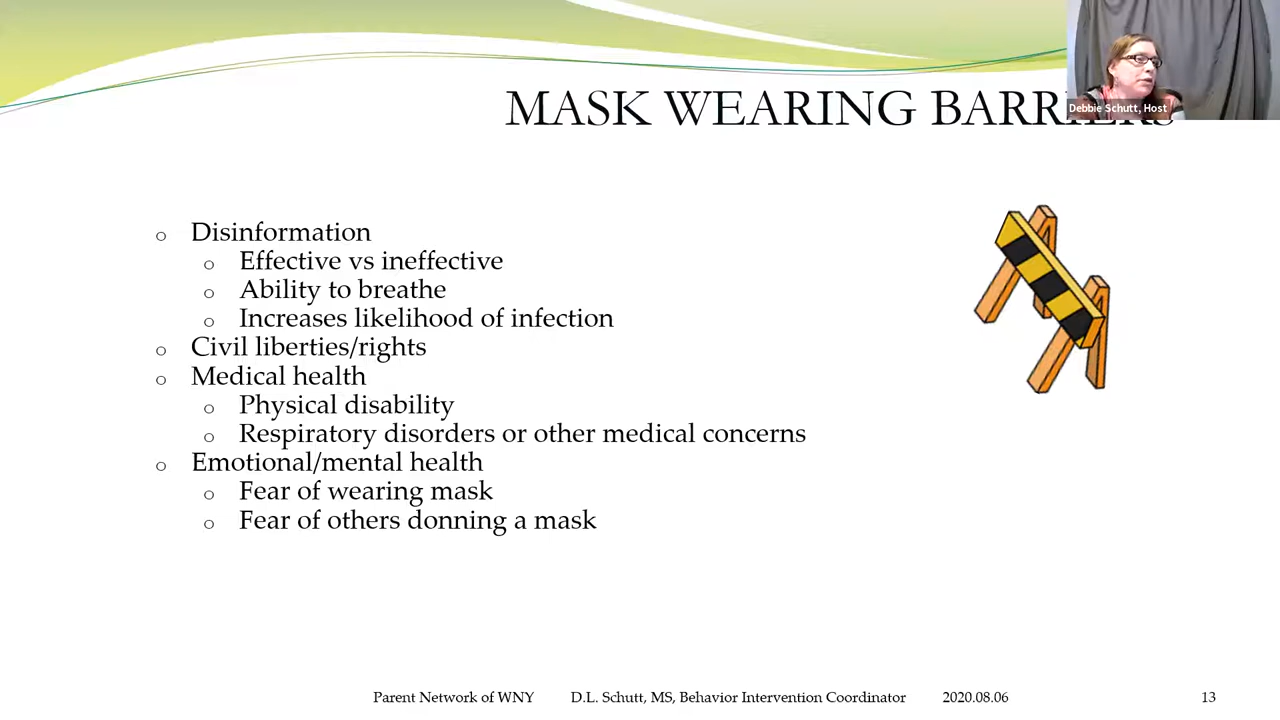 MASK WEARING BARRIERS
Debbie Schutt, Host
o Disinformation
o Effective vs ineffective
o Ability to breathe
o Increases likelihood of infection
o Civil liberties/rights
o Medical health
o Physical disability
o Respiratory disorders or other medical concerns
o Emotional/mental health
o Fear of wearing mask
o Fear of others donning a mask
Parent Network of WNY D.L. Schutt, MS, Behavior Intervention Coordinator 2020.08.06 13